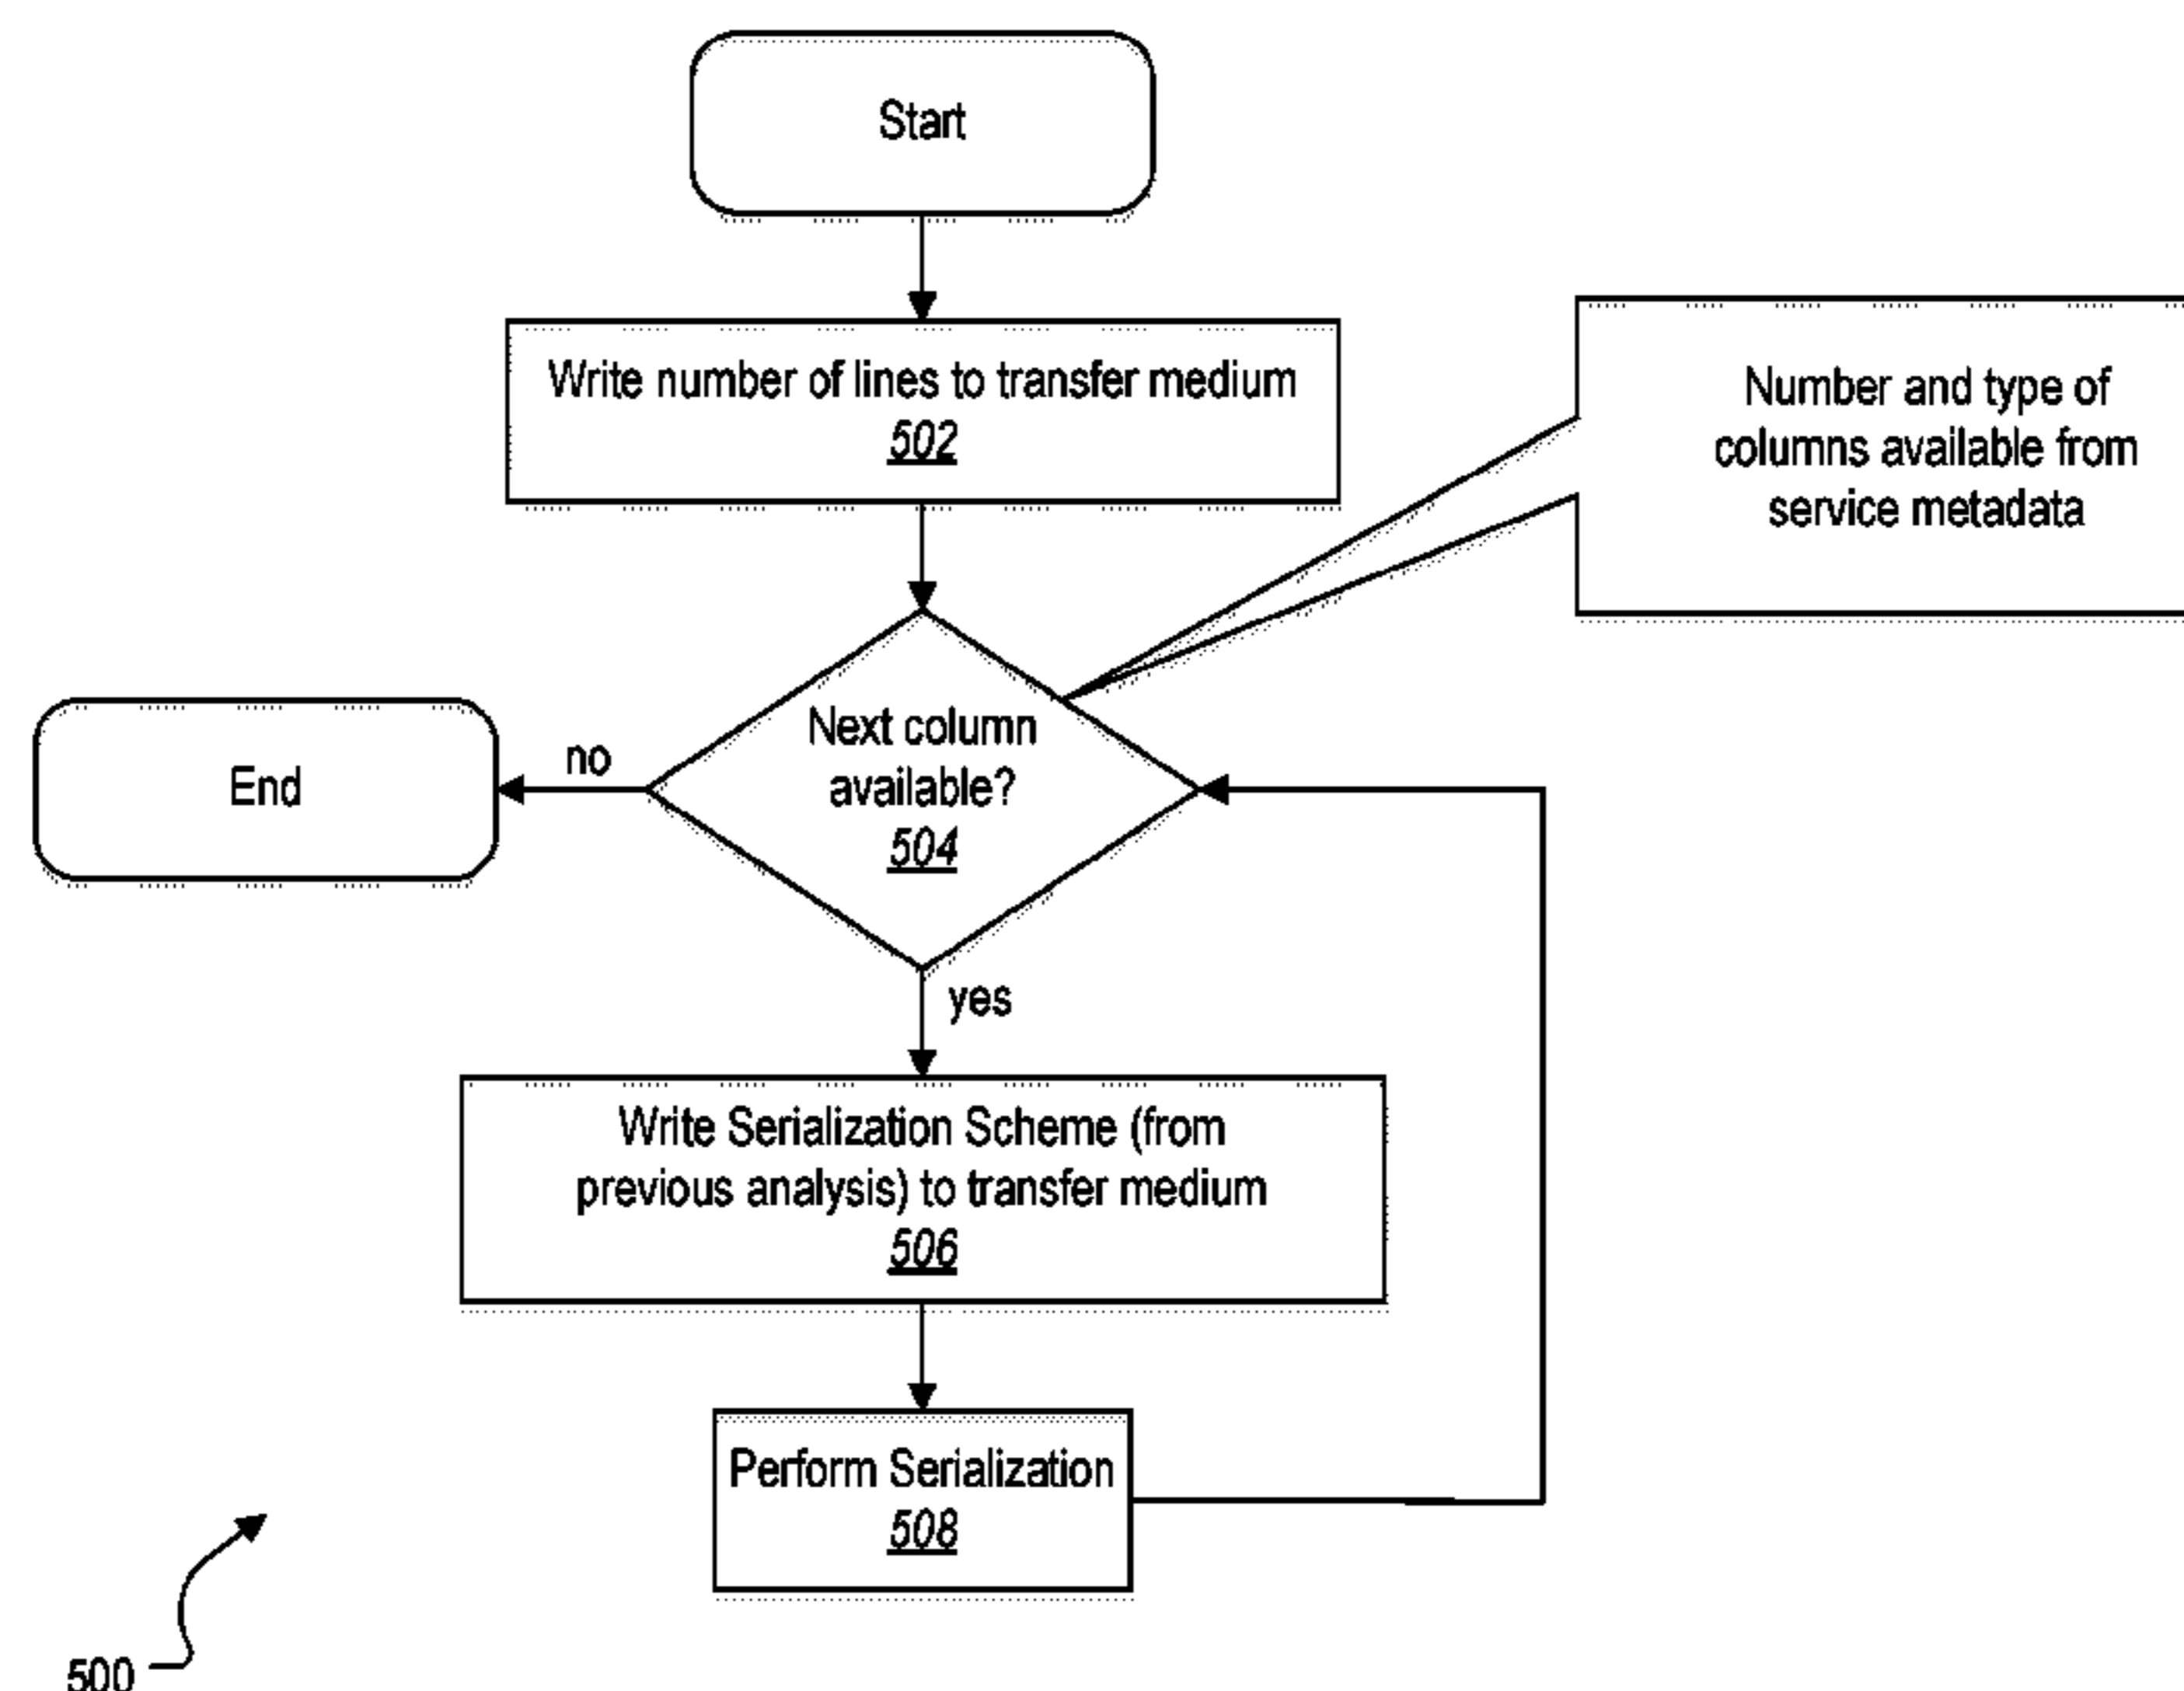 Start
Write number of lines to transfer medium
502
Number and type of
columns available from
service metadata
Next column
available?
504
no
End
yes
Write Serialization Scheme (from
previous analysis) to transfer medium
506
Perform Serialization
508
500